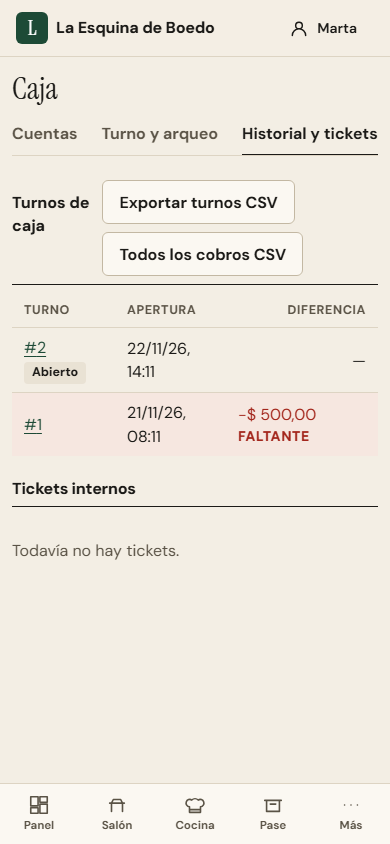 L La Esquina de Boedo Marta
Caja
Cuentas Turno y arqueo Historial y tickets
Turnos de caja
Exportar turnos CSV
Todos los cobros CSV
TURNO APERTURA DIFERENCIA
#2 22/11/26, 14:11 —
Abierto
#1 21/11/26, 08:11 -$ 500,00
FALTANTE
Tickets internos
Todavía no hay tickets.
Panel Salón Cocina Pase Más